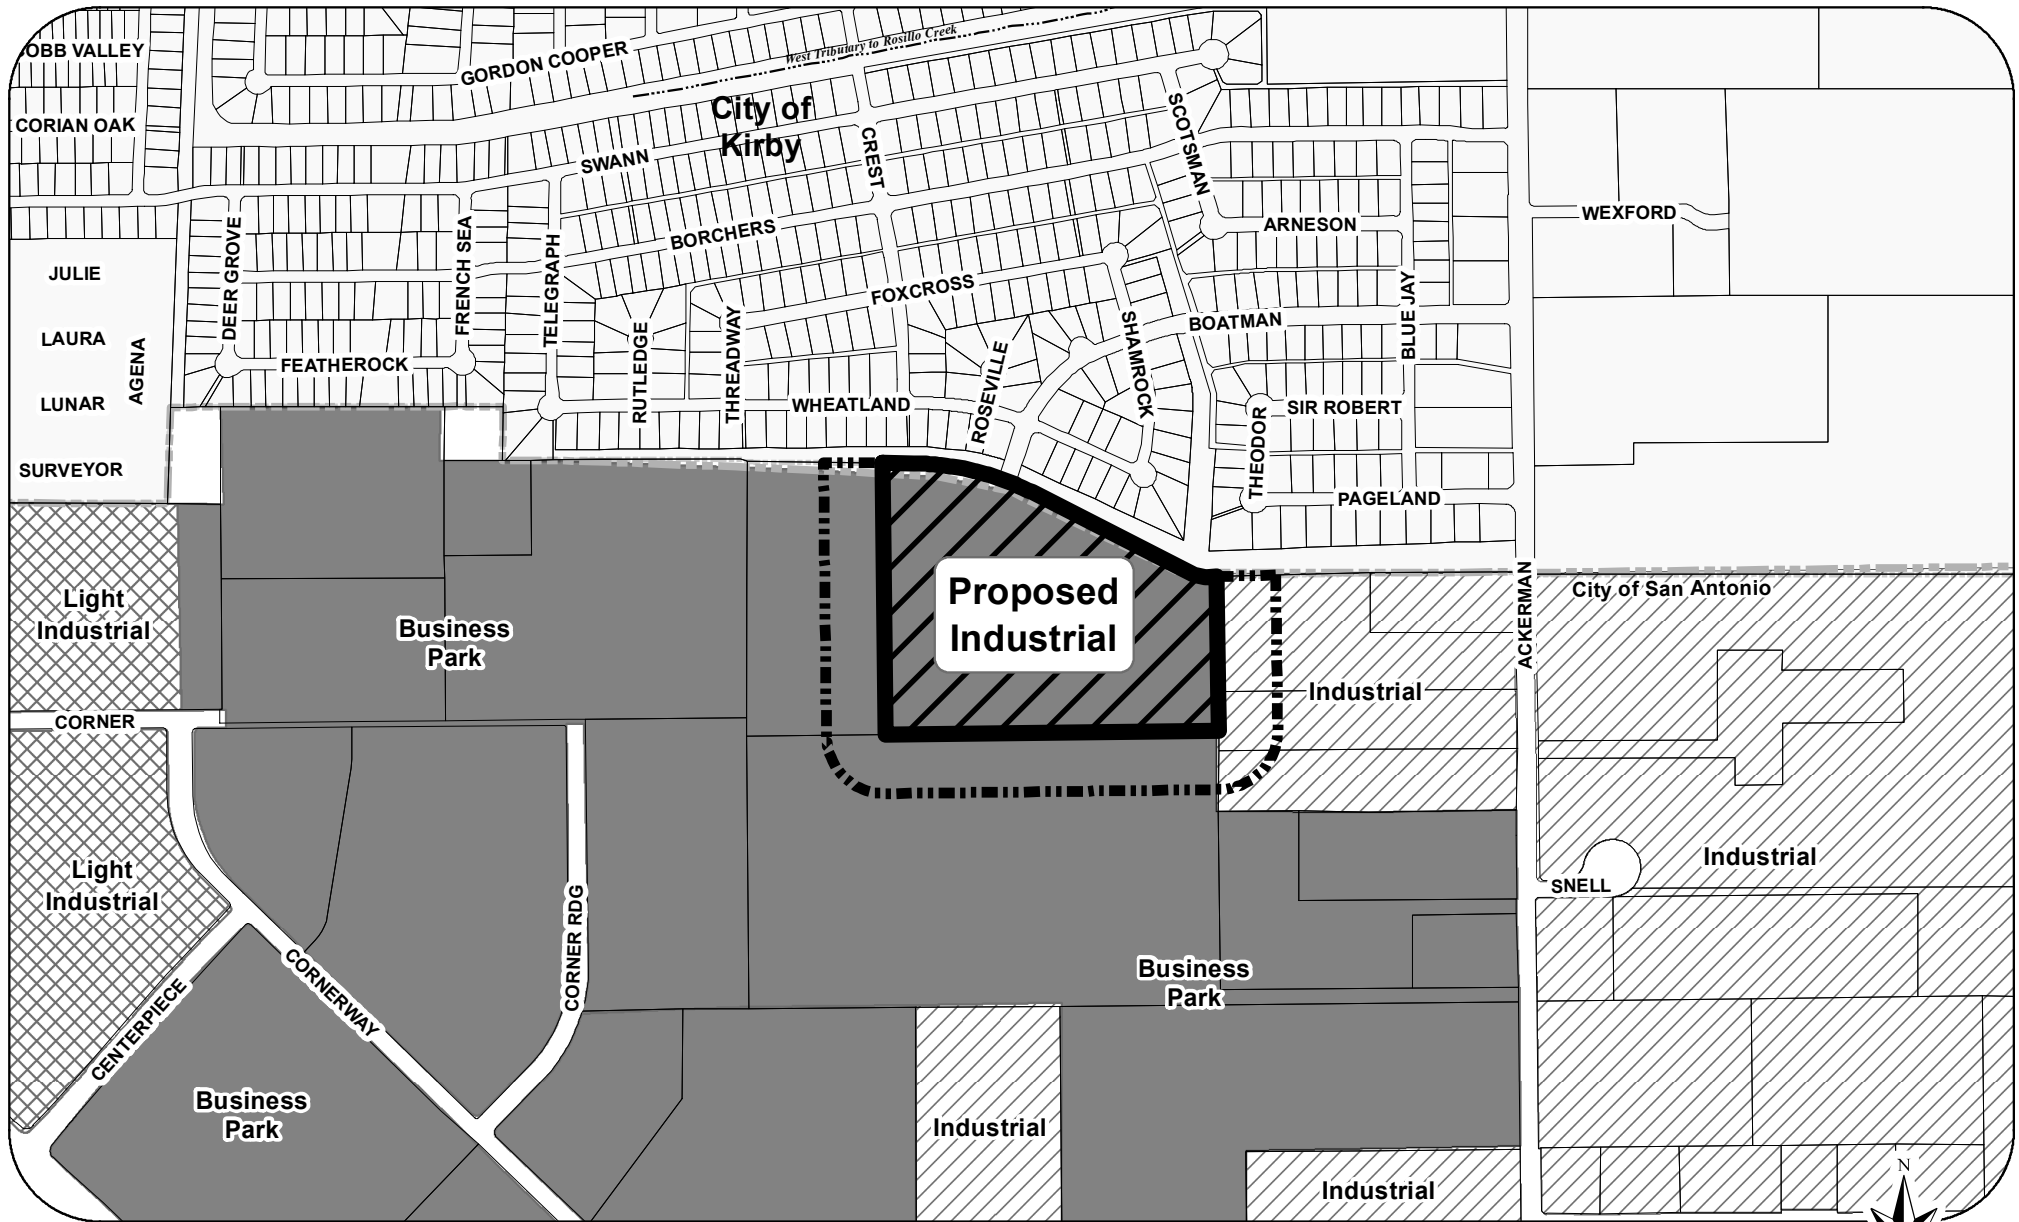 OBB VALLEY
GORDON COOPER
West Tributary to Rosillo Creek
CORIAN OAK
City of
Kirby
SWANN
CREST
SCOTSMAN
WEXFORD
ARNESON
BORCHERS
DEER GROVE
FRENCH SEA
TELEGRAPH
JULIE
FOXCROSS
BLUE JAY
BOATMAN
SHAMROCK
LAURA
AGENA
FEATHEROCK
RUTLEDGE
THREADWAY
ROSEVILLE
LUNAR
WHEATLAND
SIR ROBERT
THEODOR
SURVEYOR
PAGELAND
Light
Industrial
Business
Park
Proposed
Industrial
City of San Antonio
ACKERMAN
Industrial
CORNER
Light
Industrial
Industrial
SNELL
CORNER RDG
CORNERWAY
CENTERPIECE
Business
Park
Business
Park
Industrial
Industrial
N